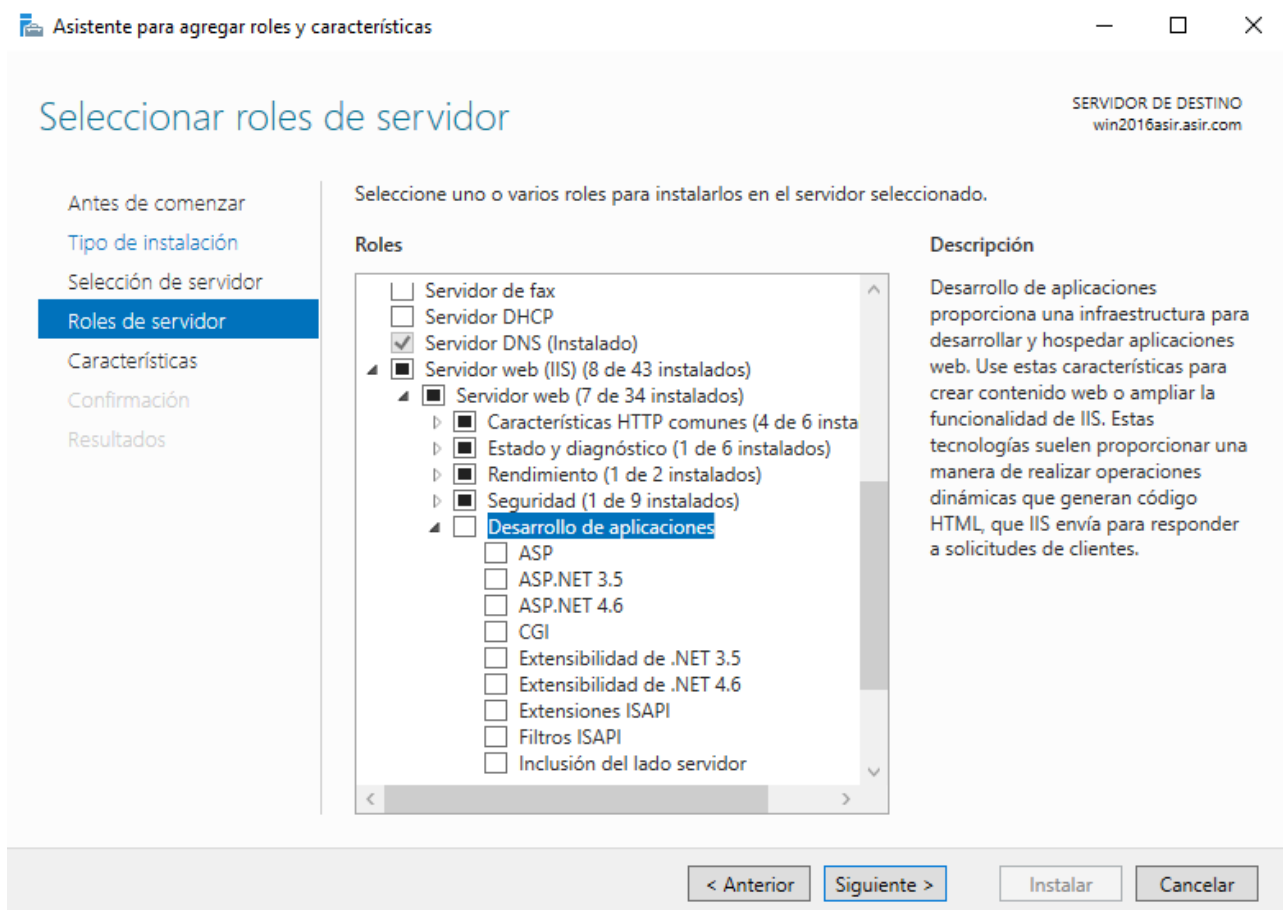 Asistente para agregar roles y características
Seleccionar roles de servidor
SERVIDOR DE DESTINO
win2016asir.asir.com
Antes de comenzar
Tipo de instalación
Selección de servidor
Roles de servidor
Características
Confirmación
Resultados
Seleccione uno o varios roles para instalarlos en el servidor seleccionado.
Roles
Servidor de fax
Servidor DHCP
Servidor DNS (Instalado)
Servidor web (IIS) (8 de 43 instalados)
Servidor web (7 de 34 instalados)
Características HTTP comunes (4 de 6 insta
Estado y diagnóstico (1 de 6 instalados)
Rendimiento (1 de 2 instalados)
Seguridad (1 de 9 instalados)
Desarrollo de aplicaciones
ASP
ASP.NET 3.5
ASP.NET 4.6
CGI
Extensibilidad de .NET 3.5
Extensibilidad de .NET 4.6
Extensiones ISAPI
Filtros ISAPI
Inclusión del lado servidor
Descripción
Desarrollo de aplicaciones
proporciona una infraestructura para
desarrollar y hospedar aplicaciones
web. Use estas características para
crear contenido web o ampliar la
funcionalidad de IIS. Estas
tecnologías suelen proporcionar una
manera de realizar operaciones
dinámicas que generan código
HTML, que IIS envía para responder
a solicitudes de clientes.
< Anterior
Siguiente >
Instalar
Cancelar